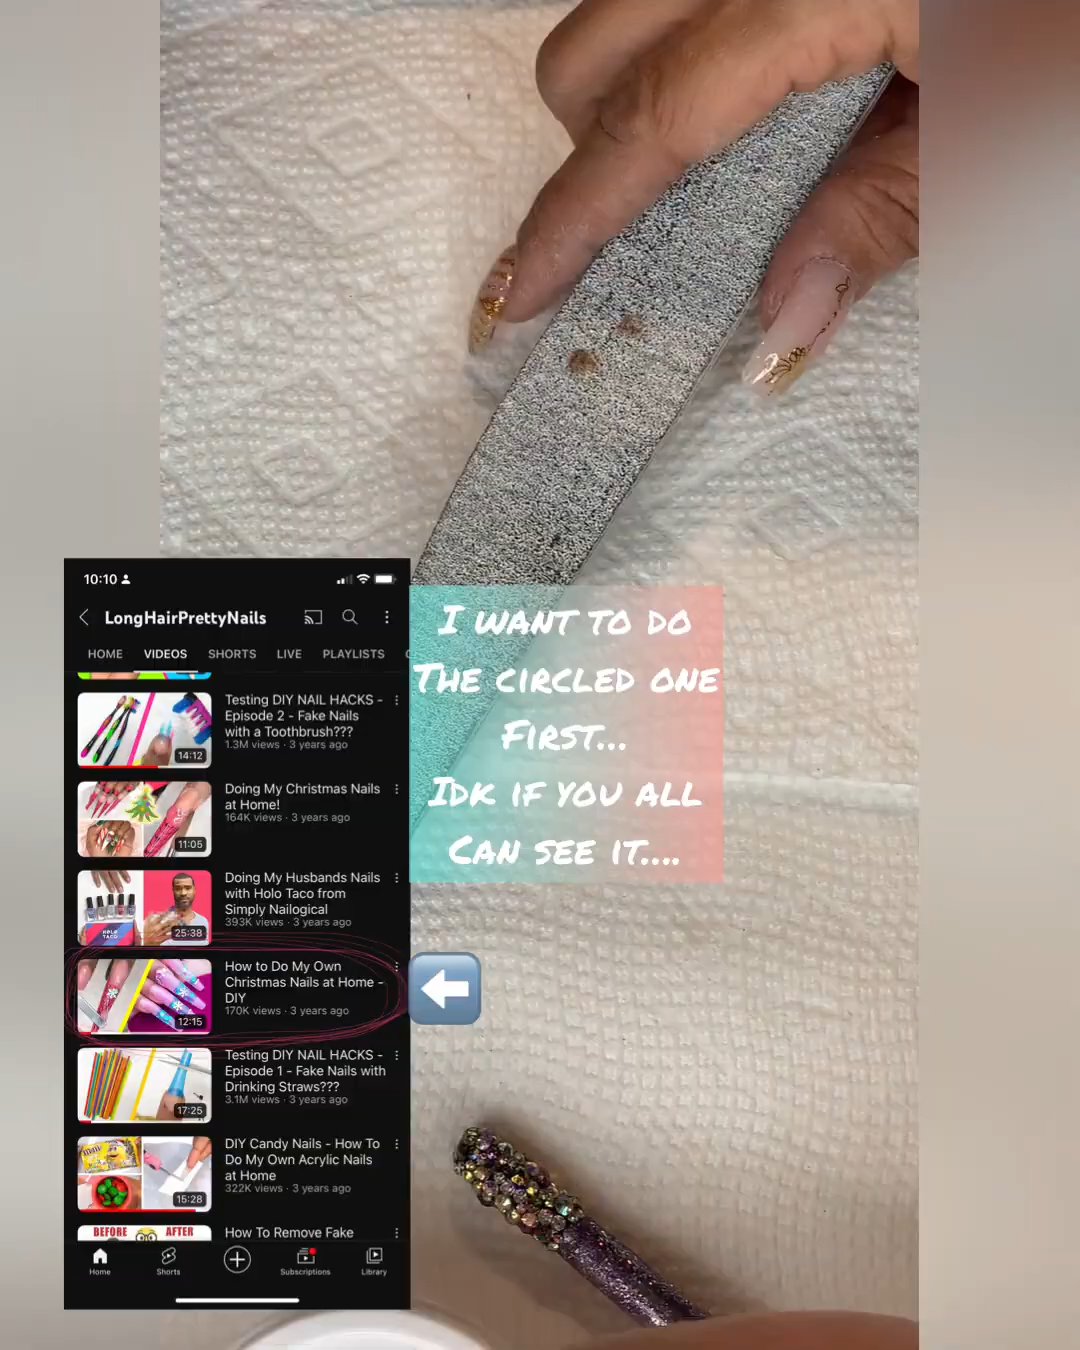 10:10
LongHairPrettyNails
HOME VIDEOS SHORTS LIVE PLAYLISTS
Testing DIY NAIL HACKS -
Episode 2 - Fake Nails
with a Toothbrush???
1.3M views · 3 years ago
14:12
Doing My Christmas Nails
at Home!
164K views · 3 years ago
11:05
Doing My Husbands Nails
with Holo Taco from
Simply Nailogical
393K views · 3 years ago
HOLO
TACO
25:38
How to Do My Own
Christmas Nails at Home -
DIY
170K views · 3 years ago
12:15
Testing DIY NAIL HACKS -
Episode 1 - Fake Nails with
Drinking Straws???
3.1M views · 3 years ago
17:25
DIY Candy Nails - How To
Do My Own Acrylic Nails
at Home
322K views · 3 years ago
15:28
BEFORE AFTER
How To Remove Fake
Home Shorts Subscriptions Library
I WANT TO DO
THE CIRCLED ONE
FIRST...
IDK IF YOU ALL
CAN SEE IT....